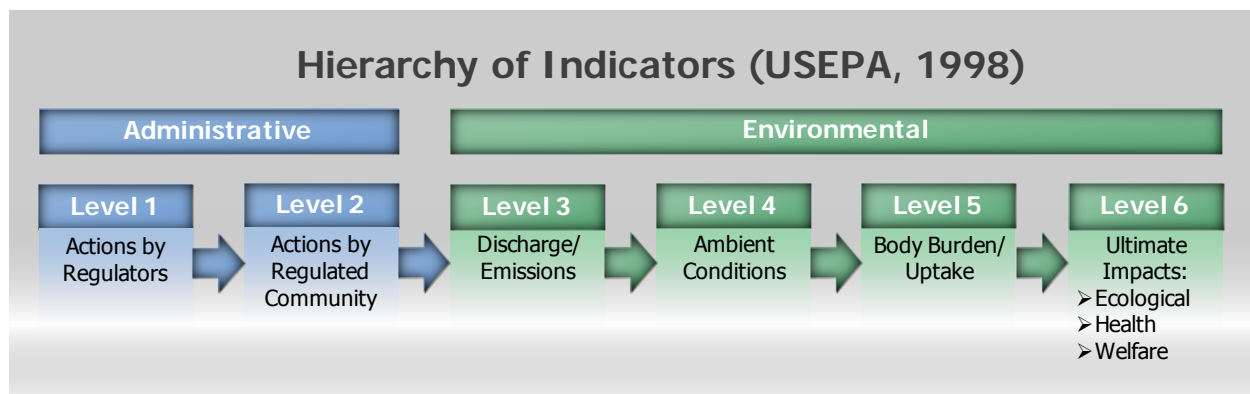 Hierarchy of Indicators (USEPA, 1998)
Administrative
Environmental
Level 1
Actions by
Regulators
Level 2
Actions by
Regulated
Community
Level 3
Discharge/
Emissions
Level 4
Ambient
Conditions
Level 5
Body Burden/
Uptake
Level 6
Ultimate
Impacts:
➢Ecological
➢Health
➢Welfare